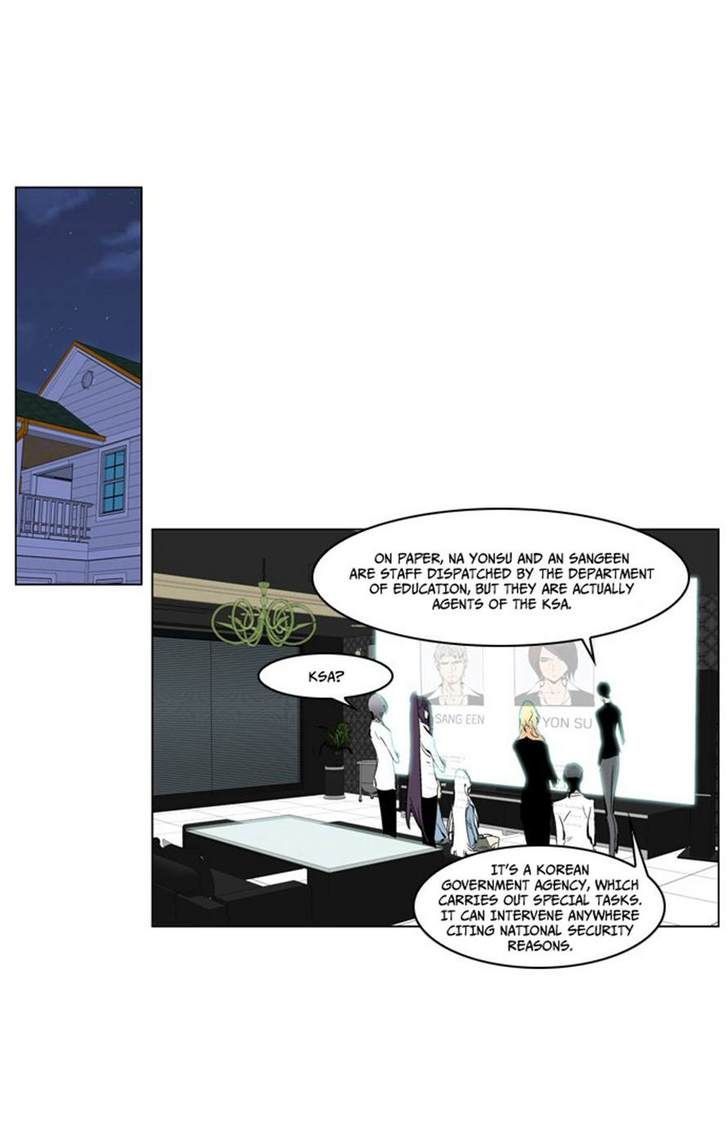 ON PAPER, NA YONSU AND AN SANGEEN
ARE STAFF DISPATCHED BY THE DEPARTMENT
OF EDUCATION, BUT THEY ARE ACTUALLY
AGENTS OF THE KSA.
KSA?
SANG EEN
YON SU
IT'S A KOREAN
GOVERNMENT AGENCY, WHICH
CARRIES OUT SPECIAL TASKS.
IT CAN INTERVENE ANYWHERE
CITING NATIONAL SECURITY
REASONS.